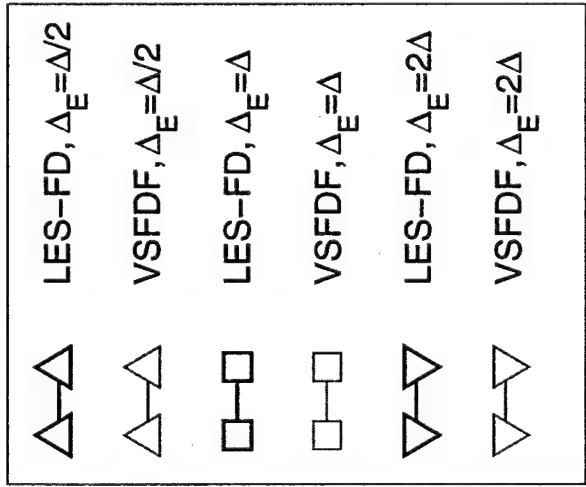 LES−FD, Δ_E=Δ/2
VSFDF, Δ_E=Δ/2
LES−FD, Δ_E=Δ
VSFDF, Δ_E=Δ
LES−FD, Δ_E=2Δ
VSFDF, Δ_E=2Δ